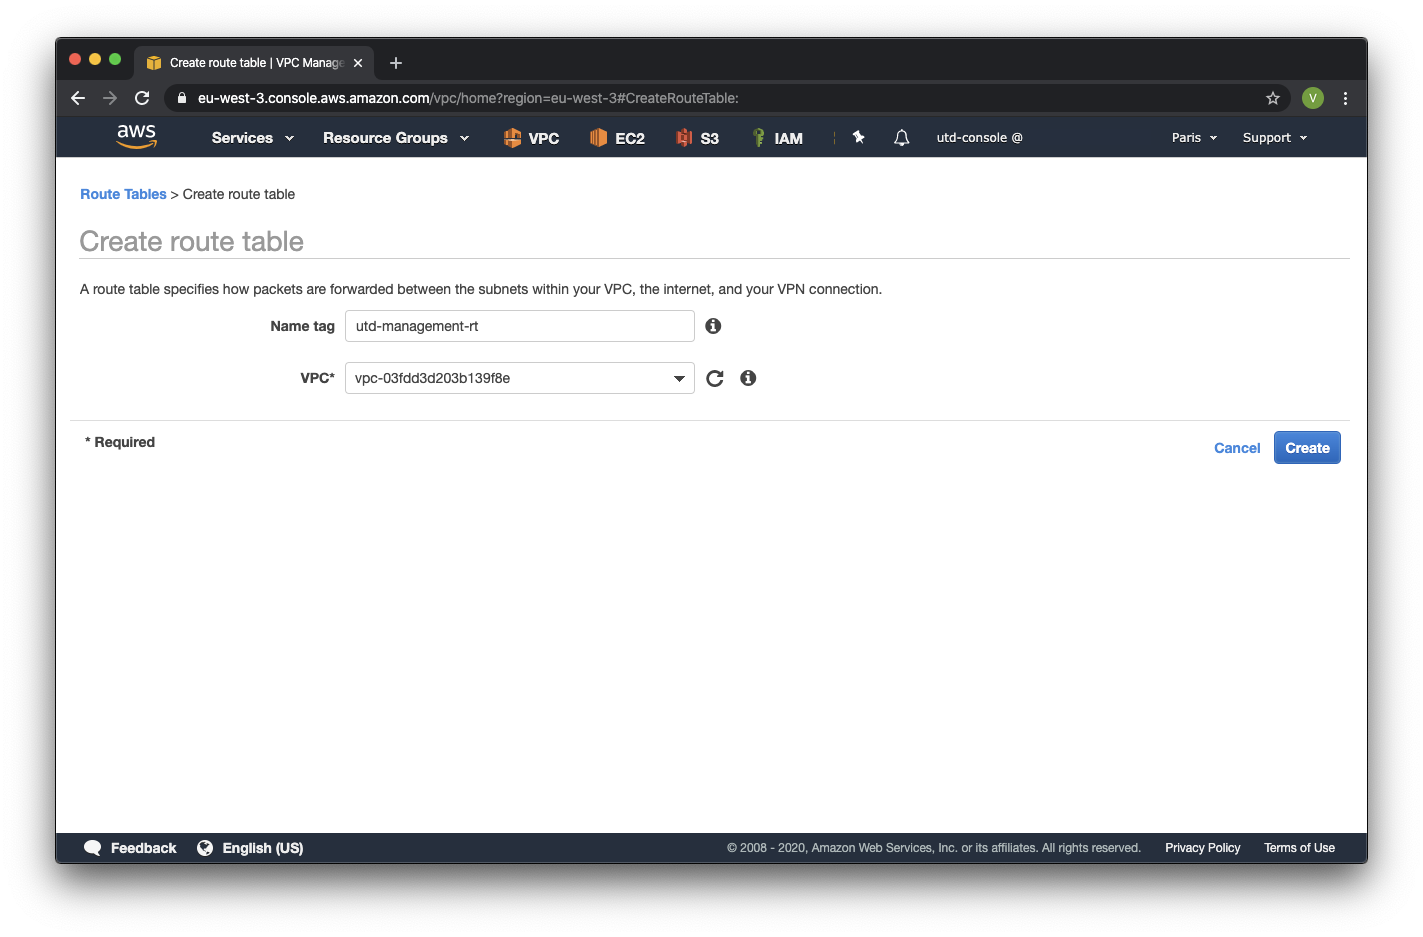 Create route table | VPC Manage
eu-west-3.console.aws.amazon.com/vpc/home?region=eu-west-3#CreateRouteTable:
V
aws Services Resource Groups VPC EC2 S3 IAM utd-console @ Paris Support
Route Tables > Create route table
Create route table
A route table specifies how packets are forwarded between the subnets within your VPC, the internet, and your VPN connection.
Name tag utd-management-rt
VPC* vpc-03fdd3d203b139f8e
* Required
Cancel Create
Feedback English (US) © 2008 - 2020, Amazon Web Services, Inc. or its affiliates. All rights reserved. Privacy Policy Terms of Use